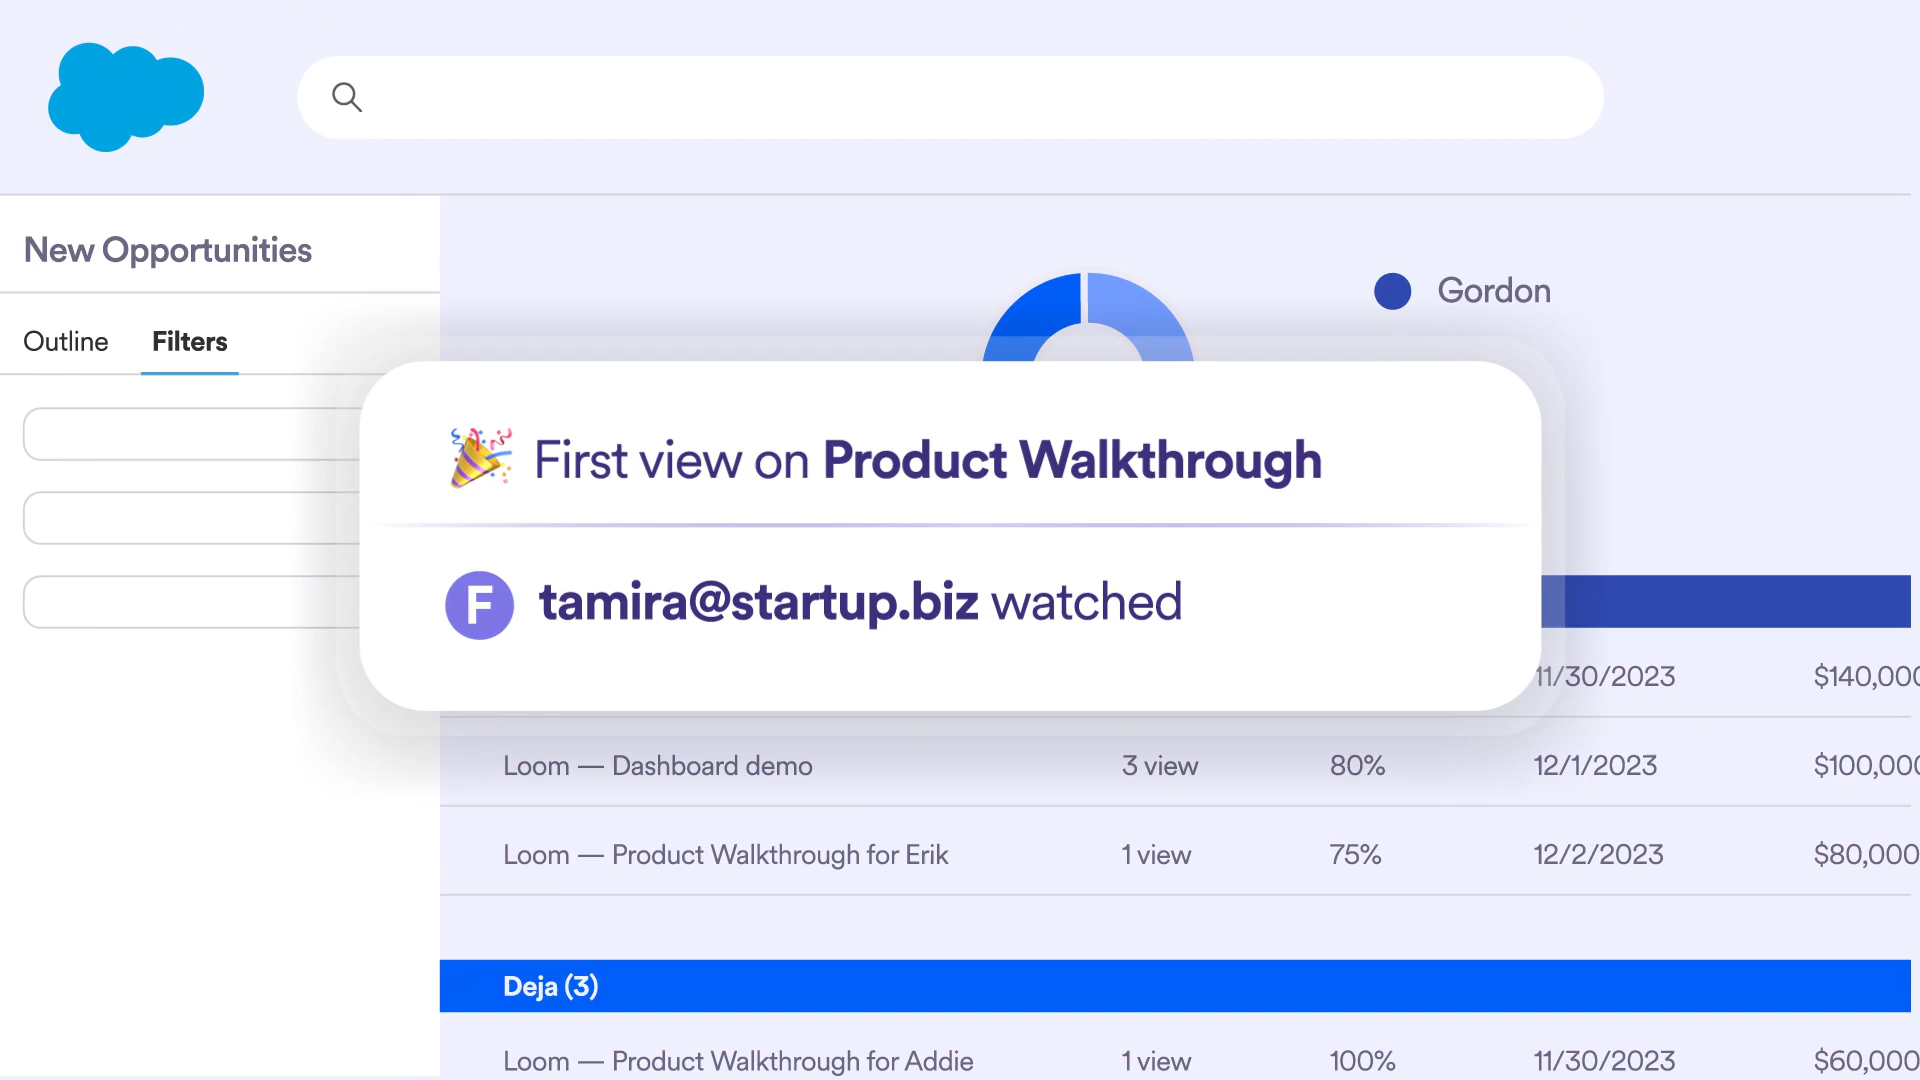 New Opportunities
Outline Filters
Gordon
First view on Product Walkthrough
F tamira@startup.biz watched
11/30/2023 $140,000
Loom — Dashboard demo 3 view 80% 12/1/2023 $100,000
Loom — Product Walkthrough for Erik 1 view 75% 12/2/2023 $80,000
Deja (3)
Loom — Product Walkthrough for Addie 1 view 100% 11/30/2023 $60,000